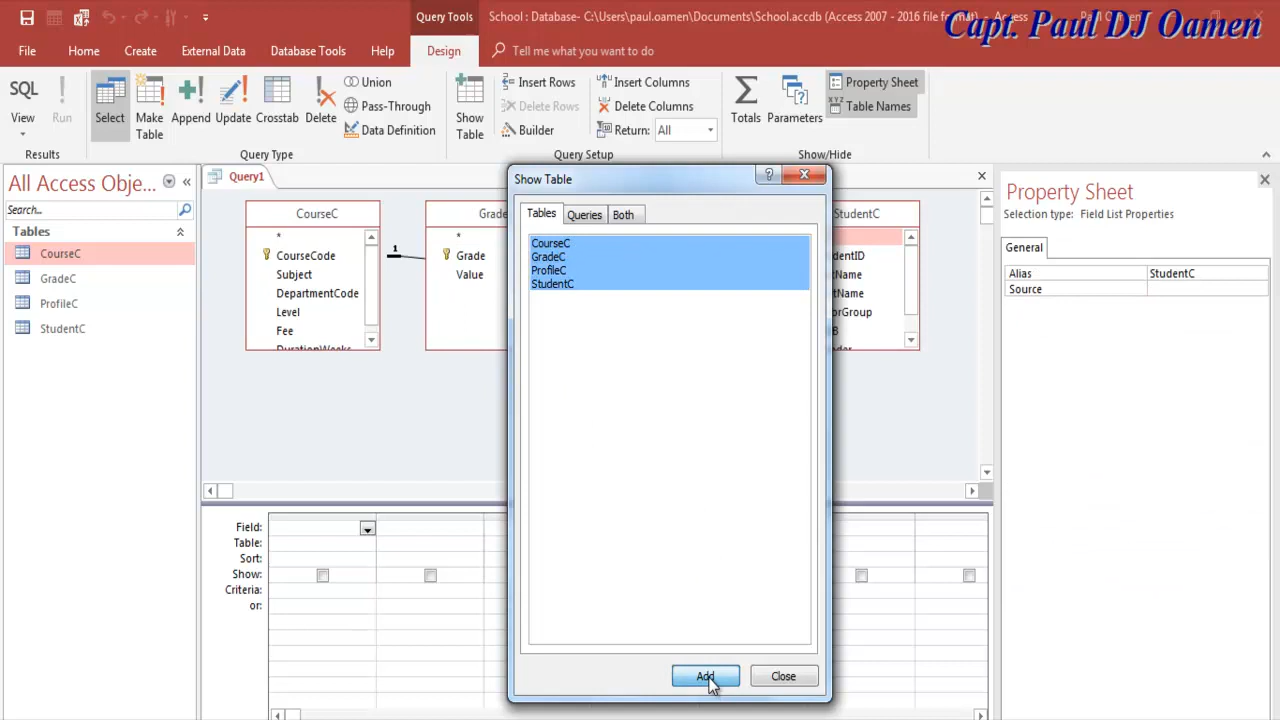 Query Tools
School : Database- C:\Users\paul.oamen\Documents\School.accdb (Access 2007 - 2016 file format) - Access
Capt. Paul DJ Oamen
File Home Create External Data Database Tools Help Design Tell me what you want to do
SQL
View
Run
Results
Select
Make Table
Append
Update
Crosstab
Delete
Union
Pass-Through
Data Definition
Query Type
Show Table
Insert Rows
Delete Rows
Builder
Insert Columns
Delete Columns
Return: All
Query Setup
Totals
Parameters
Property Sheet
Table Names
Show/Hide
All Access Obje...
Search...
Tables
CourseC
GradeC
ProfileC
StudentC
Query1
CourseC
*
CourseCode
Subject
DepartmentCode
Level
Fee
DurationWeeks
1
*
Grade
Value
Show Table
Tables Queries Both
CourseC
GradeC
ProfileC
StudentC
Add Close
Field:
Table:
Sort:
Show:
Criteria:
or:
Property Sheet
Selection type: Field List Properties
General
Alias StudentC
Source